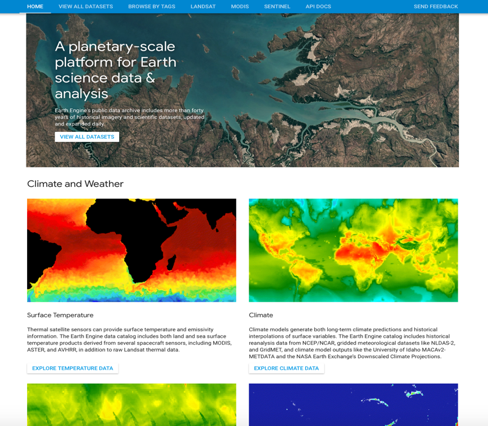 HOME VIEW ALL DATASETS BROWSE BY TAGS LANDSAT MODIS SENTINEL API DOCS SEND FEEDBACK
A planetary-scale
platform for Earth
science data &
analysis
Earth Engine's public data archive includes more than forty
years of historical imagery and scientific datasets, updated
and expanded daily.
VIEW ALL DATASETS
Climate and Weather
Surface Temperature
Thermal satellite sensors can provide surface temperature and emissivity
information. The Earth Engine data catalog includes both land and sea
surface temperature products derived from several spacecraft sensors,
including MODIS, ASTER, and AVHRR, in addition to raw Landsat thermal data.
EXPLORE TEMPERATURE DATA
Climate
Climate models generate both long-term climate predictions and historical
interpolations of surface variables. The Earth Engine catalog includes historical
reanalysis data from NCEP/NCAR, gridded meteorological datasets like NLDAS-2,
and GridMET, and climate model outputs like the University of Idaho MACAv2-
METDATA and the NASA Earth Exchange's Downscaled Climate Projections.
EXPLORE CLIMATE DATA